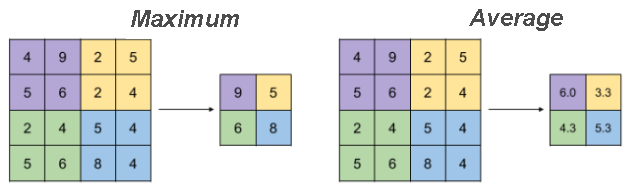 Maximum Average
4 9 2 5 4 9 2 5
5 6 2 4 9 5 5 6 2 4 6.0 3.3
2 4 5 4 6 8 2 4 5 4 4.3 5.3
5 6 8 4 5 6 8 4